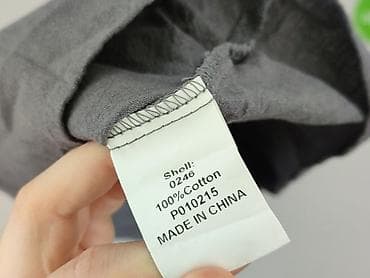 Shell:
0246
100%Cotton
P010215
MADE IN CHINA